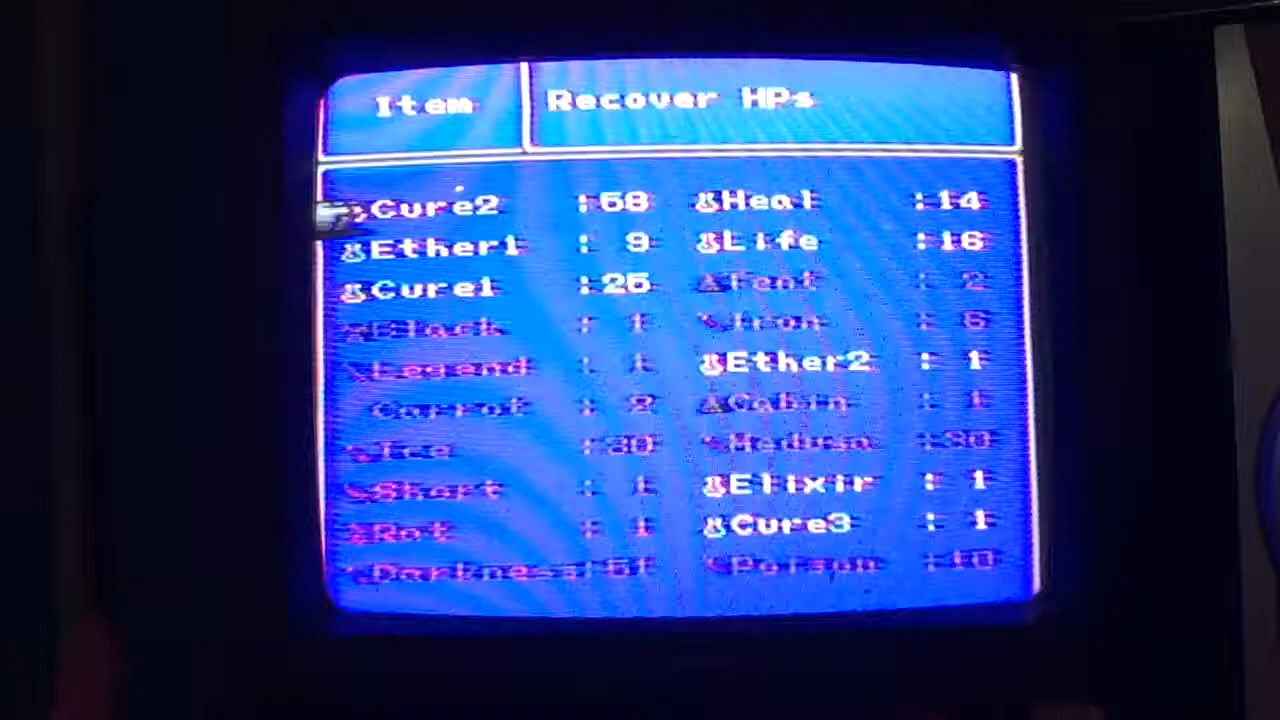 Item Recover HPs
Cure2 :58 Heal :14
Ether1 : 9 Life :16
Cure1 :25 Tent : 2
Black : 1 Iron : 6
Legend : 1 Ether2 : 1
Carrot : Cabin : 1
Ice :30 Medusa :30
Short : 1 Elixir : 1
: 1 Cure3 : 1
Darkness Poison :10